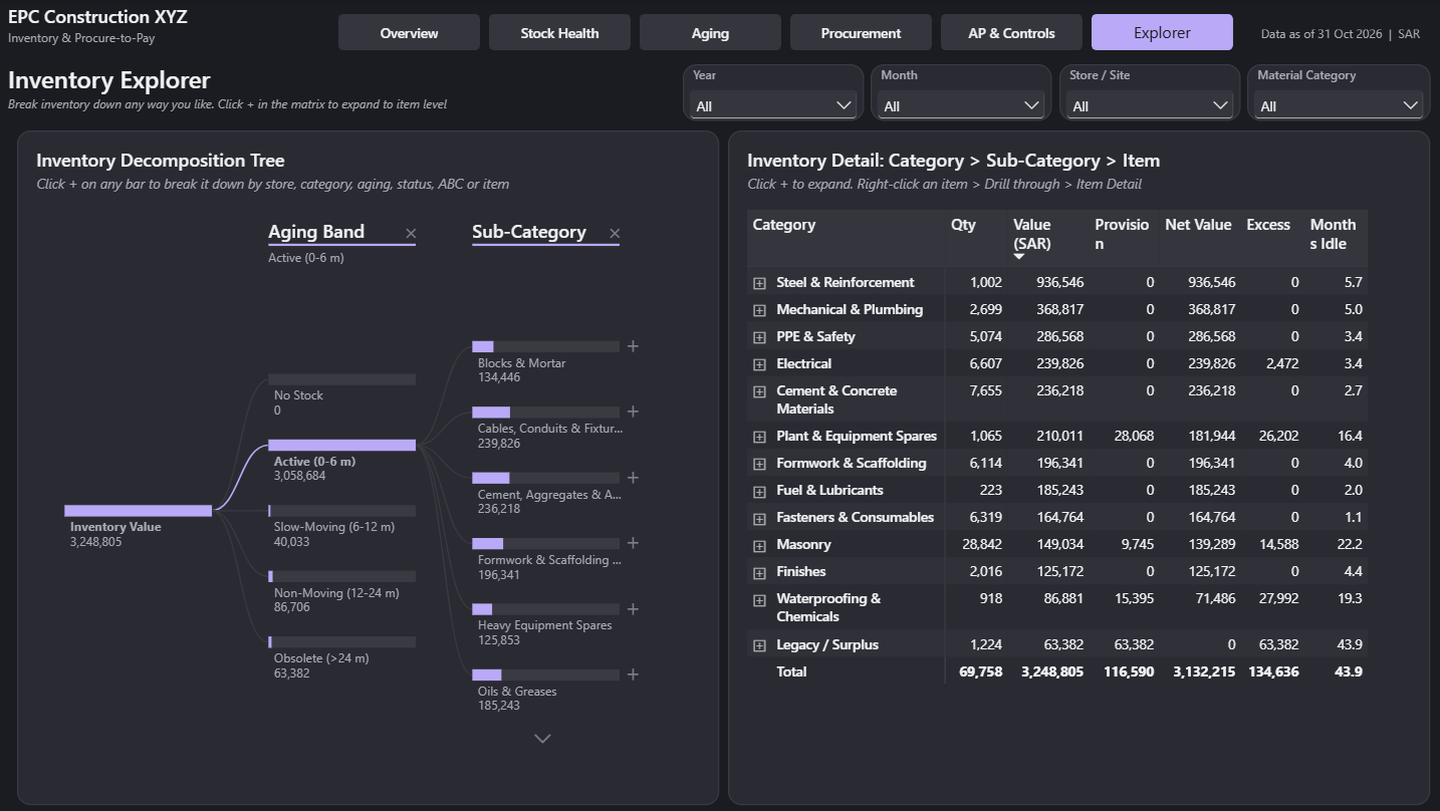 EPC Construction XYZ
Inventory & Procure-to-Pay
Overview
Stock Health
Aging
Procurement
AP & Controls
Explorer
Data as of 31 Oct 2026 | SAR
Inventory Explorer
Break inventory down any way you like. Click + in the matrix to expand to item level
Year
All
Month
All
Store / Site
All
Material Category
All
Inventory Decomposition Tree
Click + on any bar to break it down by store, category, aging, status, ABC or item
Aging Band
Active (0-6 m)
Sub-Category
Inventory Value
3,248,805
No Stock
0
Active (0-6 m)
3,058,684
Slow-Moving (6-12 m)
40,033
Non-Moving (12-24 m)
86,706
Obsolete (>24 m)
63,382
Blocks & Mortar
134,446
Cables, Conduits & Fixtur...
239,826
Cement, Aggregates & A...
236,218
Formwork & Scaffolding ...
196,341
Heavy Equipment Spares
125,853
Oils & Greases
185,243
Inventory Detail: Category > Sub-Category > Item
Click + to expand. Right-click an item > Drill through > Item Detail
Category Qty Value Provisio Net Value Excess Month
(SAR) n s Idle
Steel & Reinforcement 1,002 936,546 0 936,546 0 5.7
Mechanical & Plumbing 2,699 368,817 0 368,817 0 5.0
PPE & Safety 5,074 286,568 0 286,568 0 3.4
Electrical 6,607 239,826 0 239,826 2,472 3.4
Cement & Concrete 7,655 236,218 0 236,218 0 2.7
Materials
Plant & Equipment Spares 1,065 210,011 28,068 181,944 26,202 16.4
Formwork & Scaffolding 6,114 196,341 0 196,341 0 4.0
Fuel & Lubricants 223 185,243 0 185,243 0 2.0
Fasteners & Consumables 6,319 164,764 0 164,764 0 1.1
Masonry 28,842 149,034 9,745 139,289 14,588 22.2
Finishes 2,016 125,172 0 125,172 0 4.4
Waterproofing & 918 86,881 15,395 71,486 27,992 19.3
Chemicals
Legacy / Surplus 1,224 63,382 63,382 0 63,382 43.9
Total 69,758 3,248,805 116,590 3,132,215 134,636 43.9